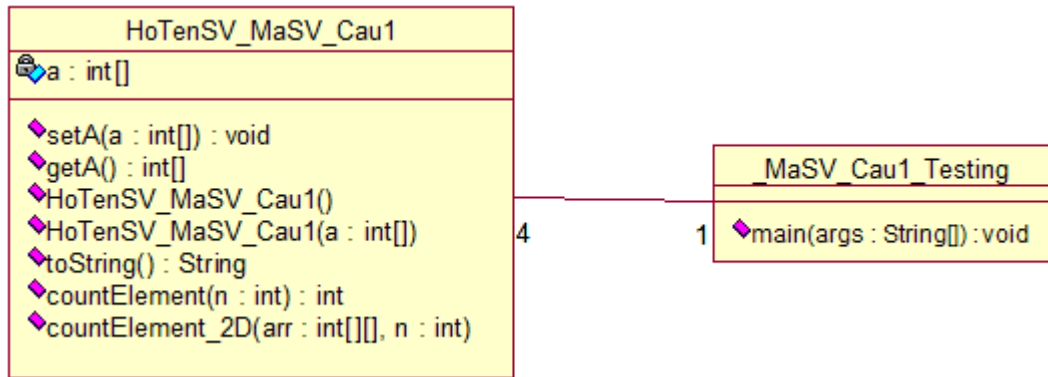 HoTenSV_MaSV_Cau1
a : int[]
setA(a : int[]) : void
getA() : int[]
HoTenSV_MaSV_Cau1()
HoTenSV_MaSV_Cau1(a : int[])
toString() : String
countElement(n : int) : int
countElement_2D(arr : int[][], n : int)
4
1
_MaSV_Cau1_Testing
main(args : String[]) : void